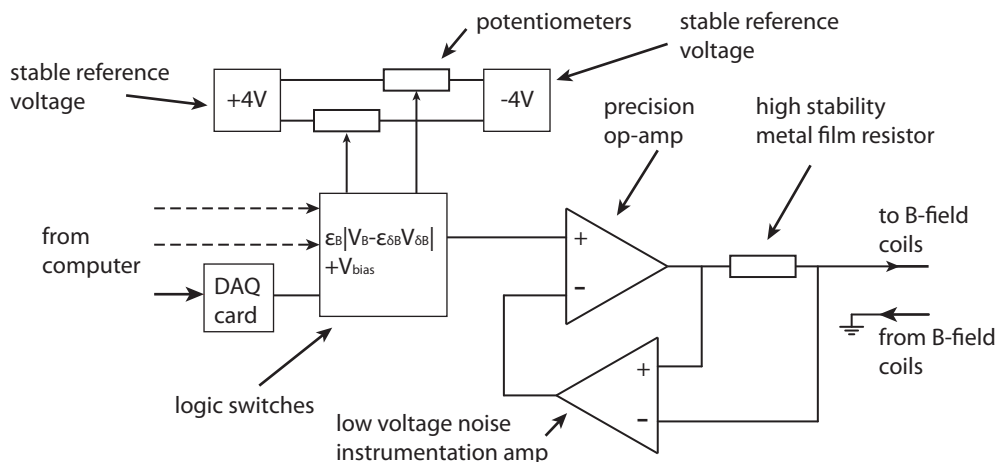 potentiometers
stable reference
voltage
stable reference
voltage
+4V
-4V
precision
op-amp
high stability
metal film resistor
from
computer
εB|VB-εδBVδB|
+Vbias
DAQ
card
+
-
to B-field
coils
from B-field
coils
+
-
logic switches
low voltage noise
instrumentation amp